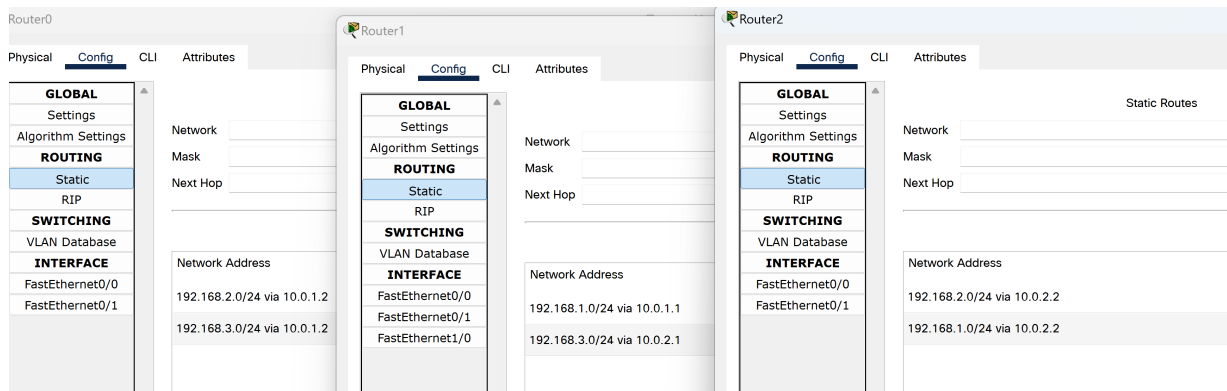 Router0
Physical Config CLI Attributes
GLOBAL
Settings
Algorithm Settings
ROUTING
Static
RIP
SWITCHING
VLAN Database
INTERFACE
FastEthernet0/0
FastEthernet0/1
Network
Mask
Next Hop
Network Address
192.168.2.0/24 via 10.0.1.2
192.168.3.0/24 via 10.0.1.2
Router1
Physical Config CLI Attributes
GLOBAL
Settings
Algorithm Settings
ROUTING
Static
RIP
SWITCHING
VLAN Database
INTERFACE
FastEthernet0/0
FastEthernet0/1
FastEthernet1/0
Network
Mask
Next Hop
Network Address
192.168.1.0/24 via 10.0.1.1
192.168.3.0/24 via 10.0.2.1
Router2
Physical Config CLI Attributes
GLOBAL
Settings
Algorithm Settings
ROUTING
Static
RIP
SWITCHING
VLAN Database
INTERFACE
FastEthernet0/0
FastEthernet0/1
Static Routes
Network
Mask
Next Hop
Network Address
192.168.2.0/24 via 10.0.2.2
192.168.1.0/24 via 10.0.2.2